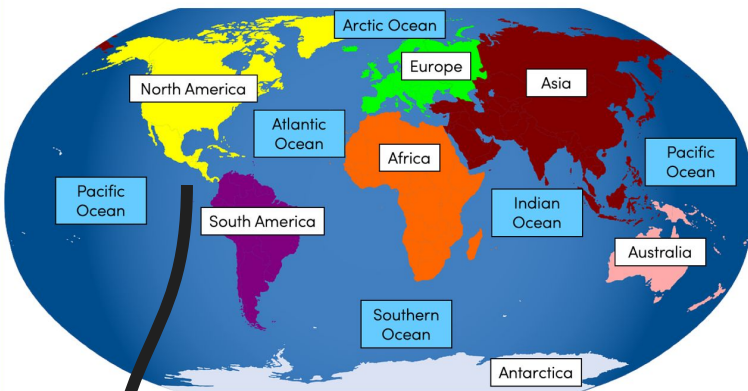 Arctic Ocean
Europe
Asia
North America
Atlantic
Ocean
Africa
Pacific
Ocean
Pacific
Ocean
South America
Indian
Ocean
Australia
Southern
Ocean
Antarctica